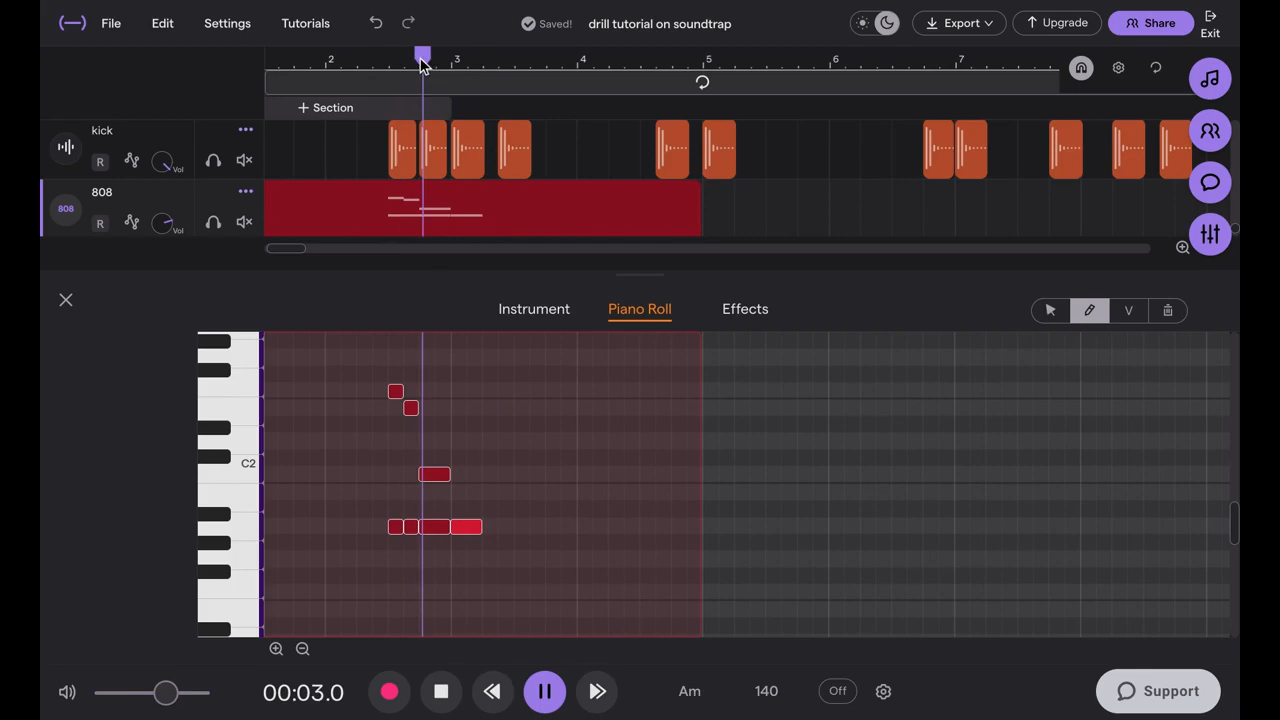 File Edit Settings Tutorials Saved! drill tutorial on soundtrap Export Upgrade Share Exit
2 3 4 5 6 7
+ Section
kick
R Vol
808
808 R Vol
Instrument Piano Roll Effects
V
C2
00:03.0 Am 140 Off Support